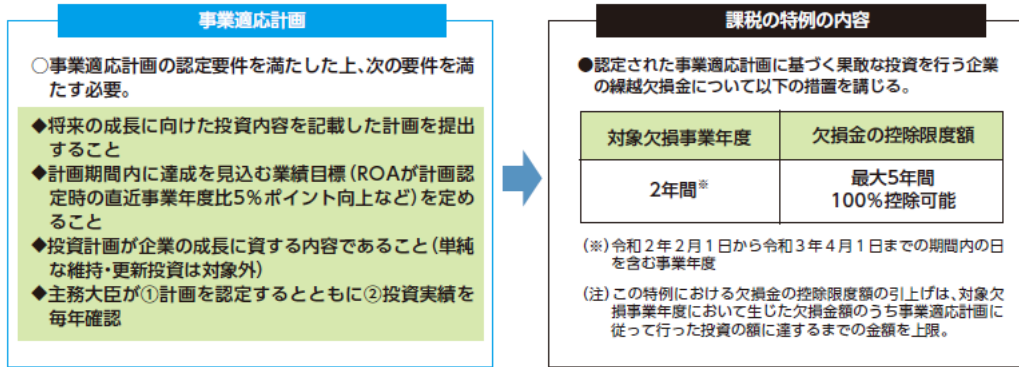 事業適応計画
○事業適応計画の認定要件を満たした上、次の要件を満
たす必要。
◆将来の成長に向けた投資内容を記載した計画を提出
すること
◆計画期間内に達成を見込む業績目標（ROAが計画認
定時の直近事業年度比5％ポイント向上など）を定め
ること
◆投資計画が企業の成長に資する内容であること（単純
な維持・更新投資は対象外）
◆主務大臣が①計画を認定するとともに②投資実績を
毎年確認
課税の特例の内容
●認定された事業適応計画に基づく果敢な投資を行う企業
の繰越欠損金について以下の措置を講じる。
対象欠損事業年度
欠損金の控除限度額
2年間※
最大5年間
100％控除可能
（※）令和２年２月１日から令和３年４月１日までの期間内の日
を含む事業年度
（注）この特例における欠損金の控除限度額の引上げは、対象欠
損事業年度において生じた欠損金額のうち事業適応計画に
従って行った投資の額に達するまでの金額を上限。